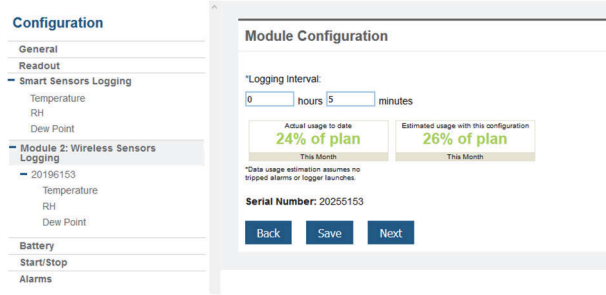 Configuration
General
Readout
Smart Sensors Logging
Temperature
RH
Dew Point
Module 2: Wireless Sensors
Logging
20196153
Temperature
RH
Dew Point
Battery
Start/Stop
Alarms
Module Configuration
*Logging Interval:
0 hours 5 minutes
Actual usage to date
24% of plan
This Month
Estimated usage with this configuration
26% of plan
This Month
*Data usage estimation assumes no
tripped alarms or logger launches.
Serial Number: 20255153
Back Save Next